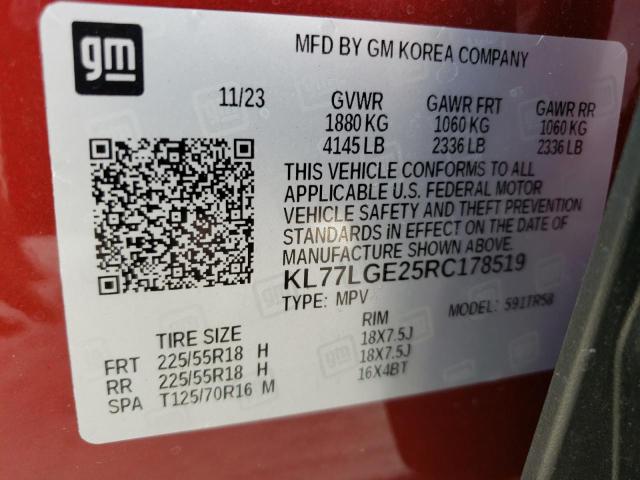 gm
MFD BY GM KOREA COMPANY
11/23 GVWR GAWR FRT GAWR RR
1880 KG 1060 KG 1060 KG
4145 LB 2336 LB 2336 LB
THIS VEHICLE CONFORMS TO ALL
APPLICABLE U.S. FEDERAL MOTOR
VEHICLE SAFETY AND THEFT PREVENTION
STANDARDS IN EFFECT ON THE DATE OF
MANUFACTURE SHOWN ABOVE.
KL77LGE25RC178519
TYPE: MPV MODEL: 591TR58
TIRE SIZE RIM
FRT 225/55R18 H 18X7.5J
RR 225/55R18 H 18X7.5J
SPA T125/70R16 M 16X4BT